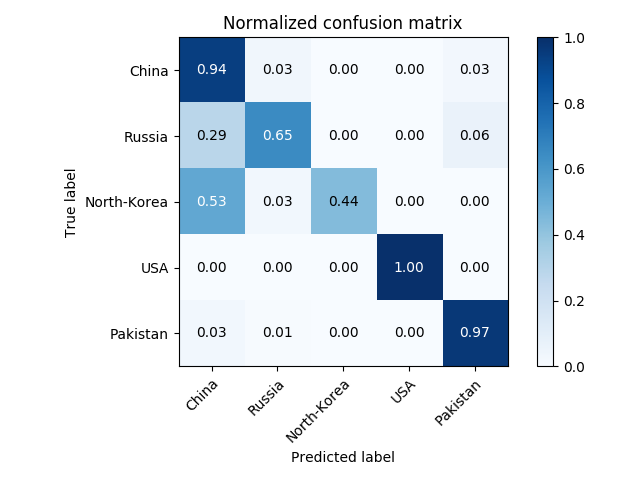 Normalized confusion matrix
True label
China 0.94 0.03 0.00 0.00 0.03
Russia 0.29 0.65 0.00 0.00 0.06
North-Korea 0.53 0.03 0.44 0.00 0.00
USA 0.00 0.00 0.00 1.00 0.00
Pakistan 0.03 0.01 0.00 0.00 0.97
China Russia North-Korea USA Pakistan
Predicted label
1.0
0.8
0.6
0.4
0.2
0.0